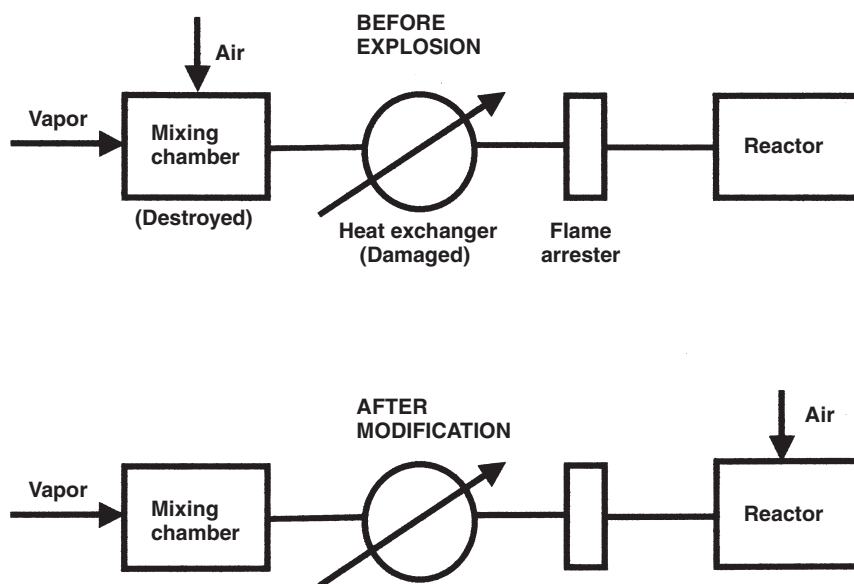 BEFORE
EXPLOSION
Air
Vapor
Mixing
chamber
Reactor
(Destroyed)
Heat exchanger
(Damaged)
Flame
arrester
AFTER
MODIFICATION
Air
Vapor
Mixing
chamber
Reactor